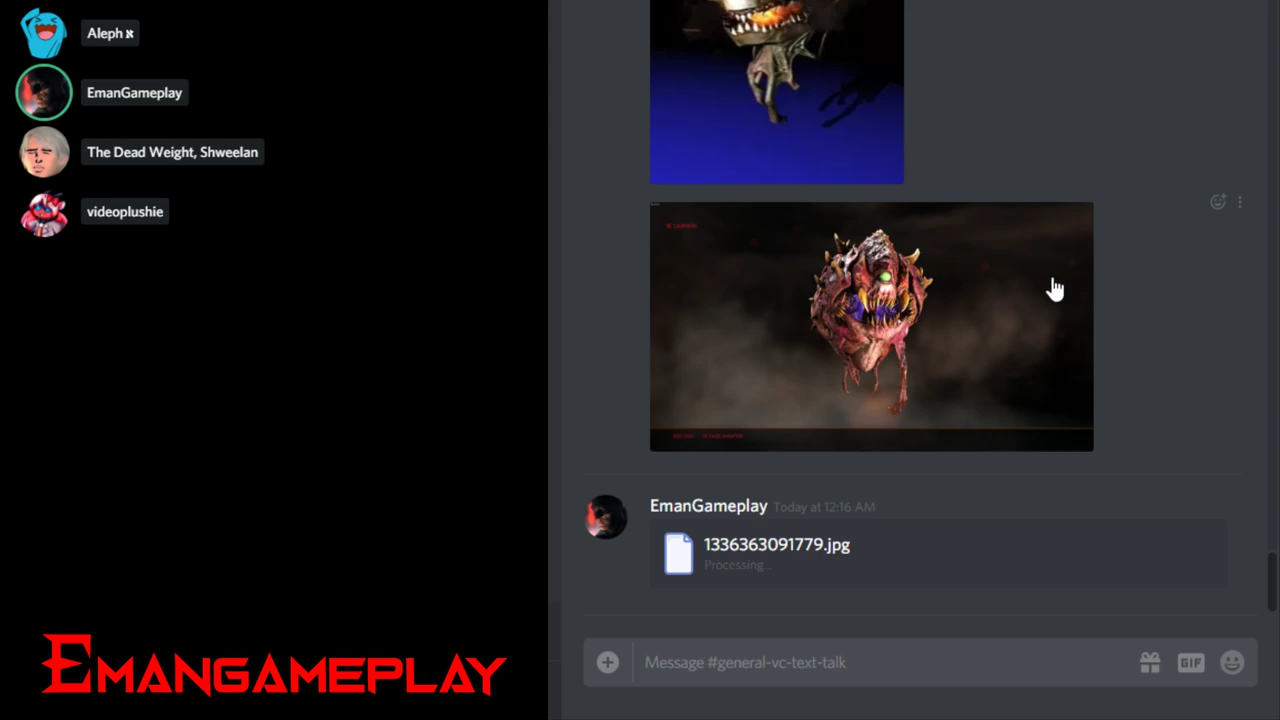 Aleph ℵ
EmanGameplay
The Dead Weight, Shweelan
videoplushie
EmanGameplay Today at 12:16 AM
1336363091779.jpg
Processing...
Message #general-vc-text-talk
GIF
EMANGAMEPLAY